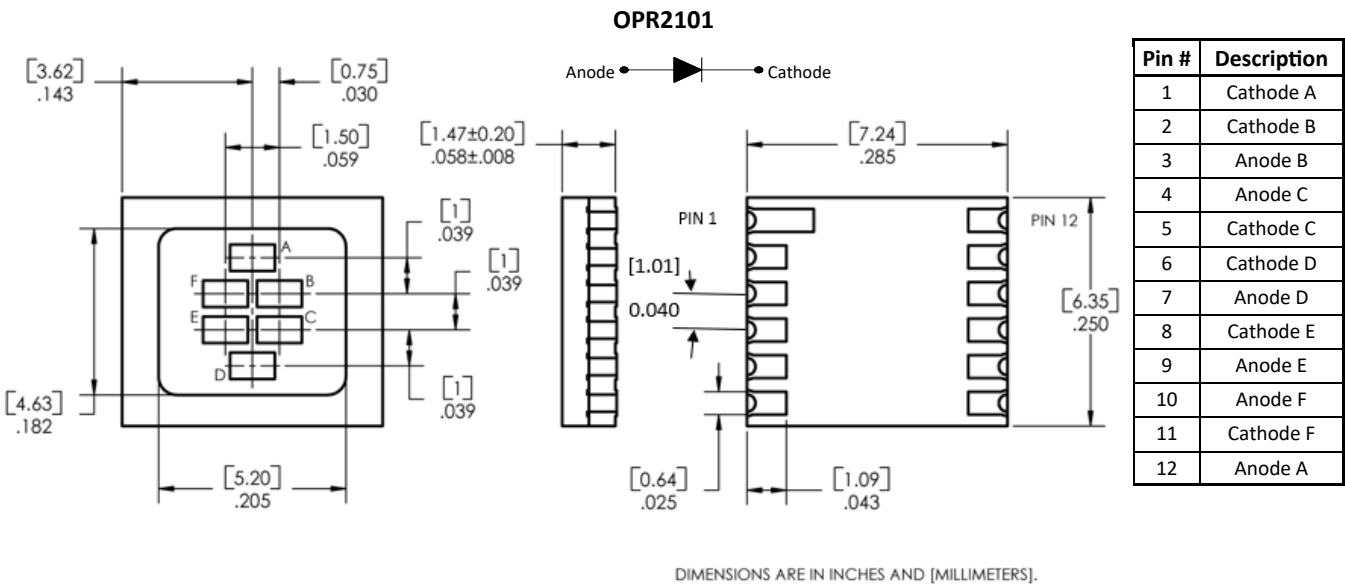 OPR2101
[3.62]
.143
[0.75]
.030
[1.50]
.059
Anode
Cathode
[1.47±0.20]
.058±.008
[7.24]
.285
[1]
.039
[1]
.039
[1]
.039
A
F
B
E
C
D
[4.63]
.182
[5.20]
.205
PIN 1
PIN 12
[1.01]
0.040
[6.35]
.250
[0.64]
.025
[1.09]
.043
Pin # Description
1 Cathode A
2 Cathode B
3 Anode B
4 Anode C
5 Cathode C
6 Cathode D
7 Anode D
8 Cathode E
9 Anode E
10 Anode F
11 Cathode F
12 Anode A
DIMENSIONS ARE IN INCHES AND [MILLIMETERS].